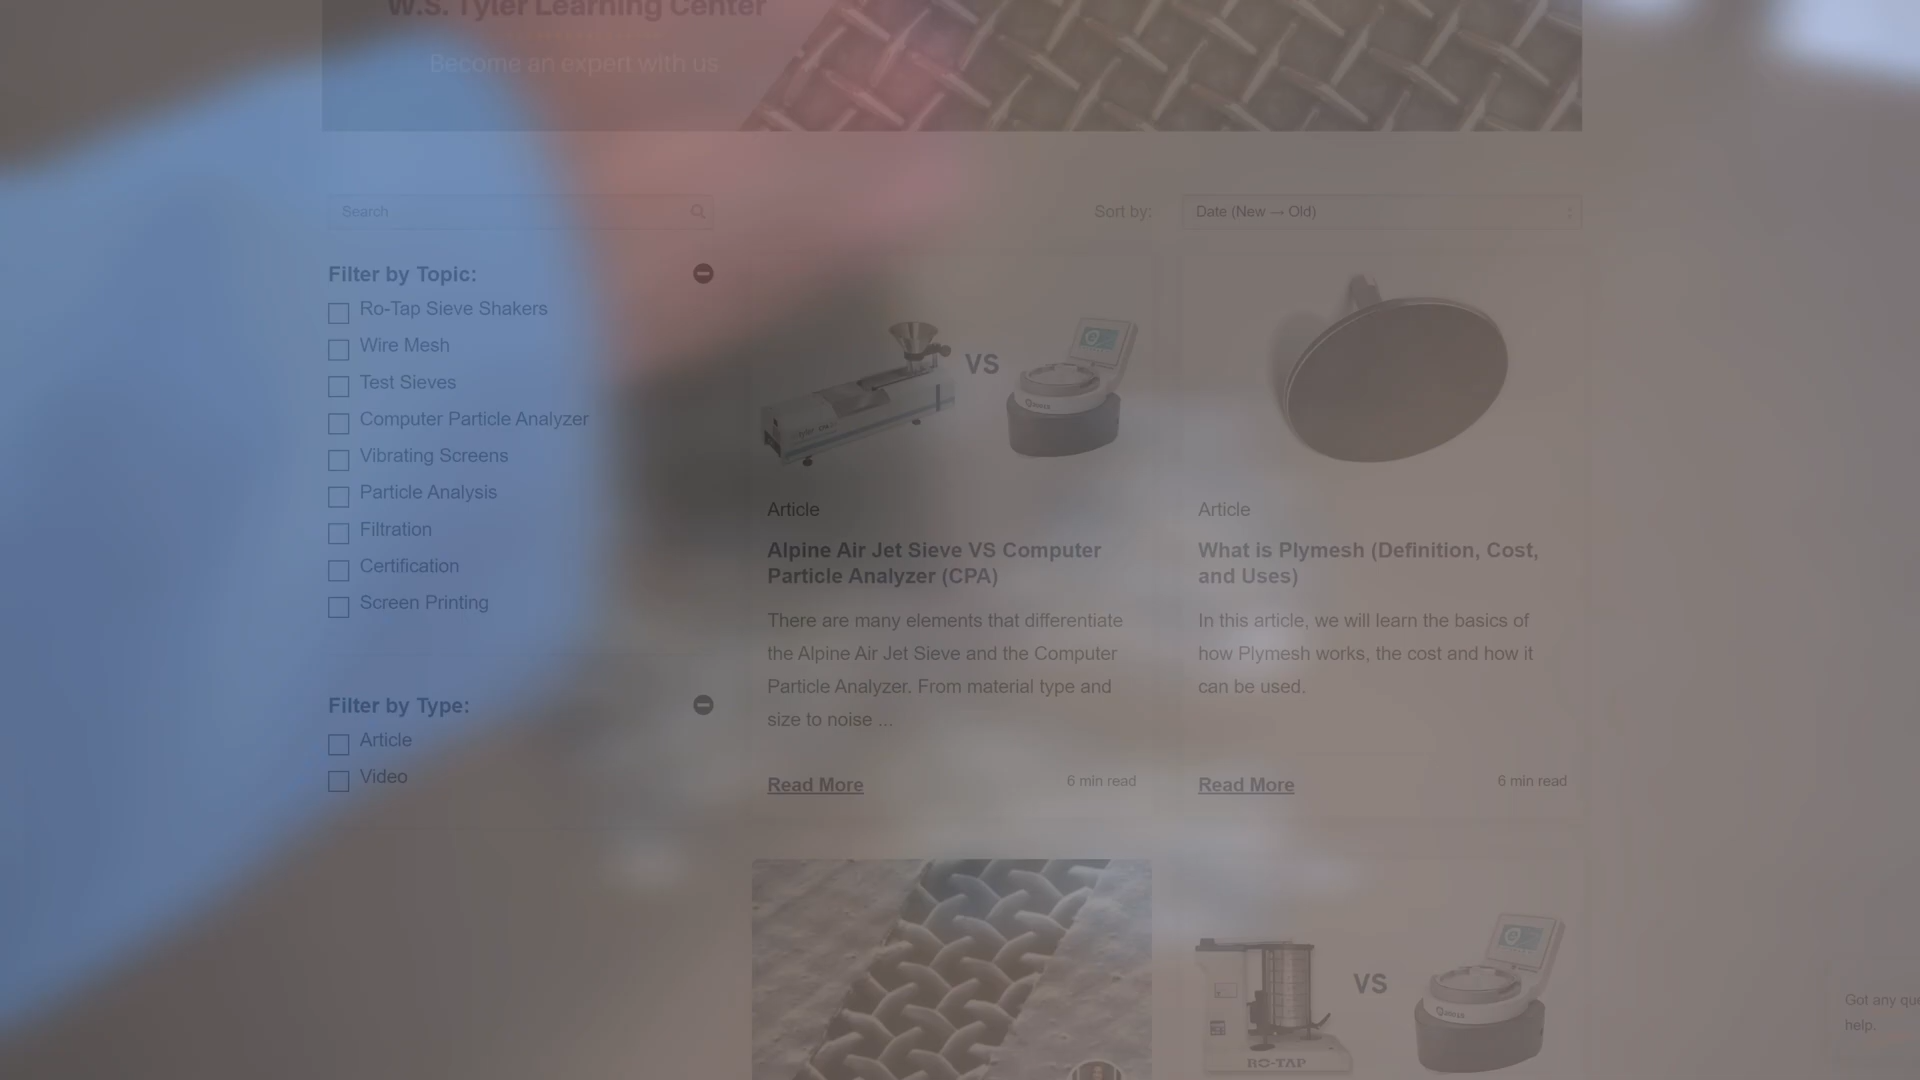 W.S. Tyler Learning Center
Become an expert with us
Search
Sort by:
Date (New → Old)
Filter by Topic:
Ro-Tap Sieve Shakers
Wire Mesh
Test Sieves
Computer Particle Analyzer
Vibrating Screens
Particle Analysis
Filtration
Certification
Screen Printing
Filter by Type:
Article
Video
VS
Article
Alpine Air Jet Sieve VS Computer
Particle Analyzer (CPA)
There are many elements that differentiate
the Alpine Air Jet Sieve and the Computer
Particle Analyzer. From material type and
size to noise ...
Read More
6 min read
Article
What is Plymesh (Definition, Cost,
and Uses)
In this article, we will learn the basics of
how Plymesh works, the cost and how it
can be used.
Read More
6 min read
VS
RO-TAP
Got any que
help.